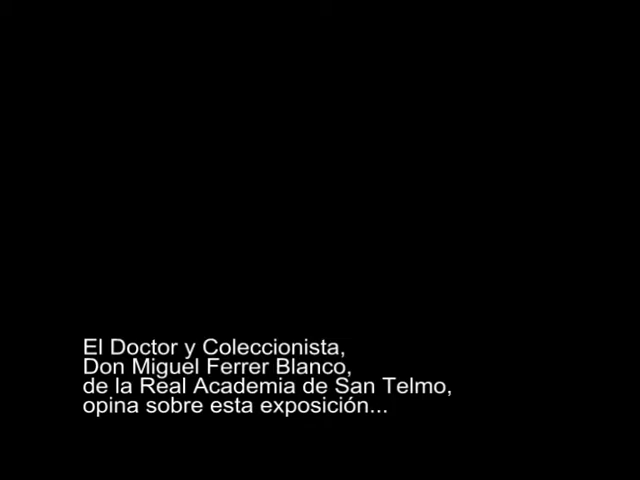 El Doctor y Coleccionista,
Don Miguel Ferrer Blanco,
de la Real Academia de San Telmo,
opina sobre esta exposición...